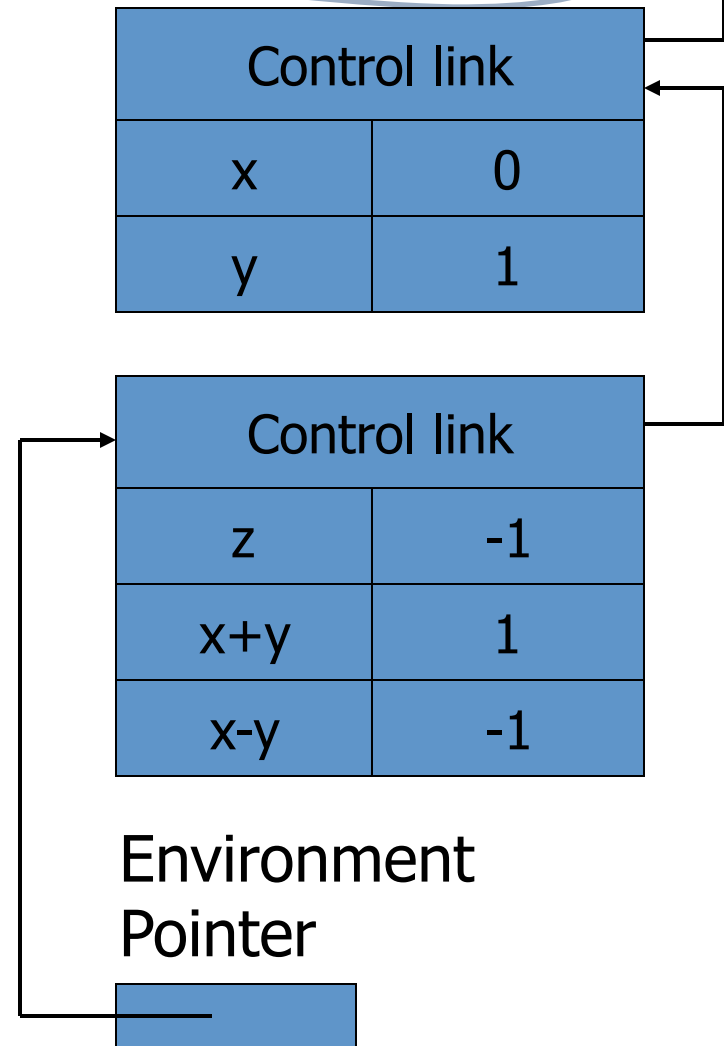 Control link
x 0
y 1
Control link
z -1
x+y 1
x-y -1
Environment
Pointer